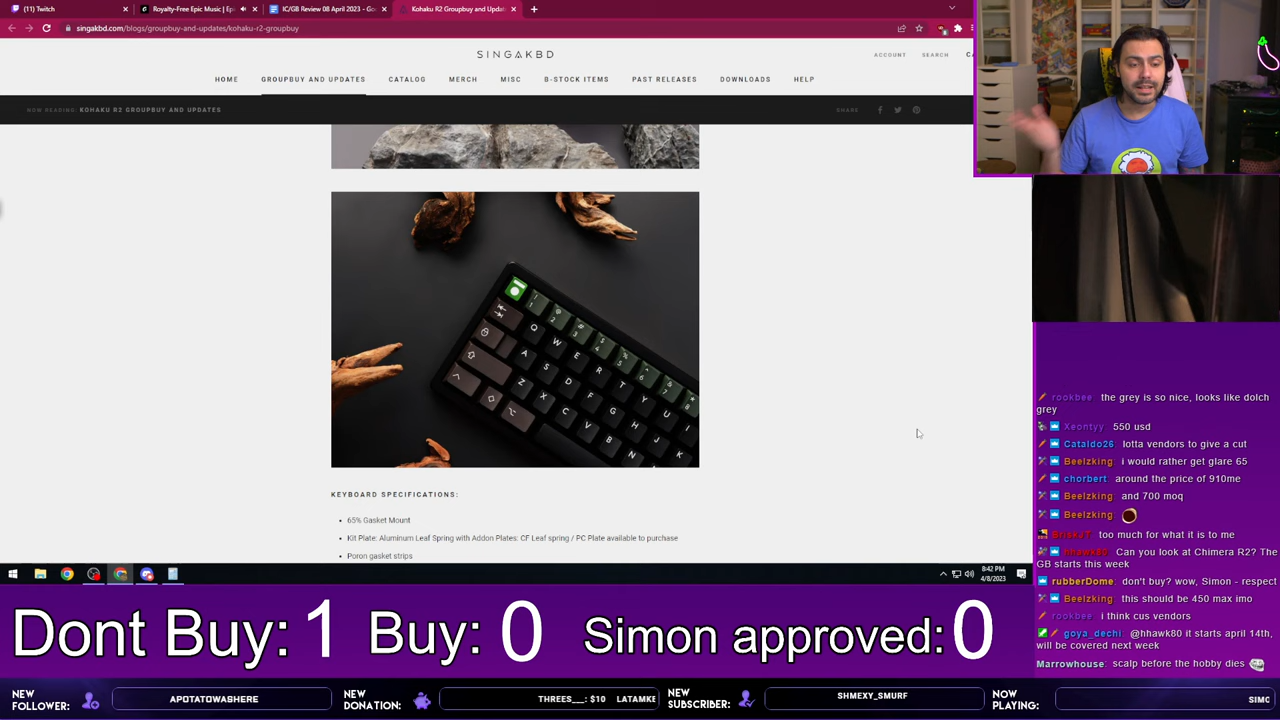 (11) Twitch
Royalty-Free Epic Music | Epi
IC/GB Review 08 April 2023 - Go
Kohaku R2 Groupbuy and Updat
singakbd.com/blogs/groupbuy-and-updates/kohaku-r2-groupbuy
SINGAKBD
ACCOUNT SEARCH
HOME GROUPBUY AND UPDATES CATALOG MERCH MISC B-STOCK ITEMS PAST RELEASES DOWNLOADS HELP
NOW READING: KOHAKU R2 GROUPBUY AND UPDATES
SHARE
KEYBOARD SPECIFICATIONS:
65% Gasket Mount
Kit Plate: Aluminum Leaf Spring with Addon Plates: CF Leaf spring / PC Plate available to purchase
Poron gasket strips
8:42 PM
4/8/2023
rookbee: the grey is so nice, looks like dolch
grey
Xeontyy: 550 usd
Cataldo26: lotta vendors to give a cut
Beelzking: i would rather get glare 65
chorbert: around the price of 910me
Beelzking: and 700 moq
Beelzking:
BriskeT: too much for what it is to me
hhawk80: Can you look at Chimera R2? The
GB starts this week
rubberDome: don't buy? wow, Simon - respect
Beelzking: this should be 450 max imo
rookbee: i think cus vendors
goya_dechi: @hhawk80 it starts april 14th,
will be covered next week
Marrowhouse: scalp before the hobby dies
Dont Buy: 1 Buy: 0 Simon approved: 0
NEW
FOLLOWER:
APOTATOWASHERE
NEW
DONATION:
THREES__: $10 LATAMKE
NEW
SUBSCRIBER:
SHMEXY_SMURF
NOW
PLAYING:
SIMO